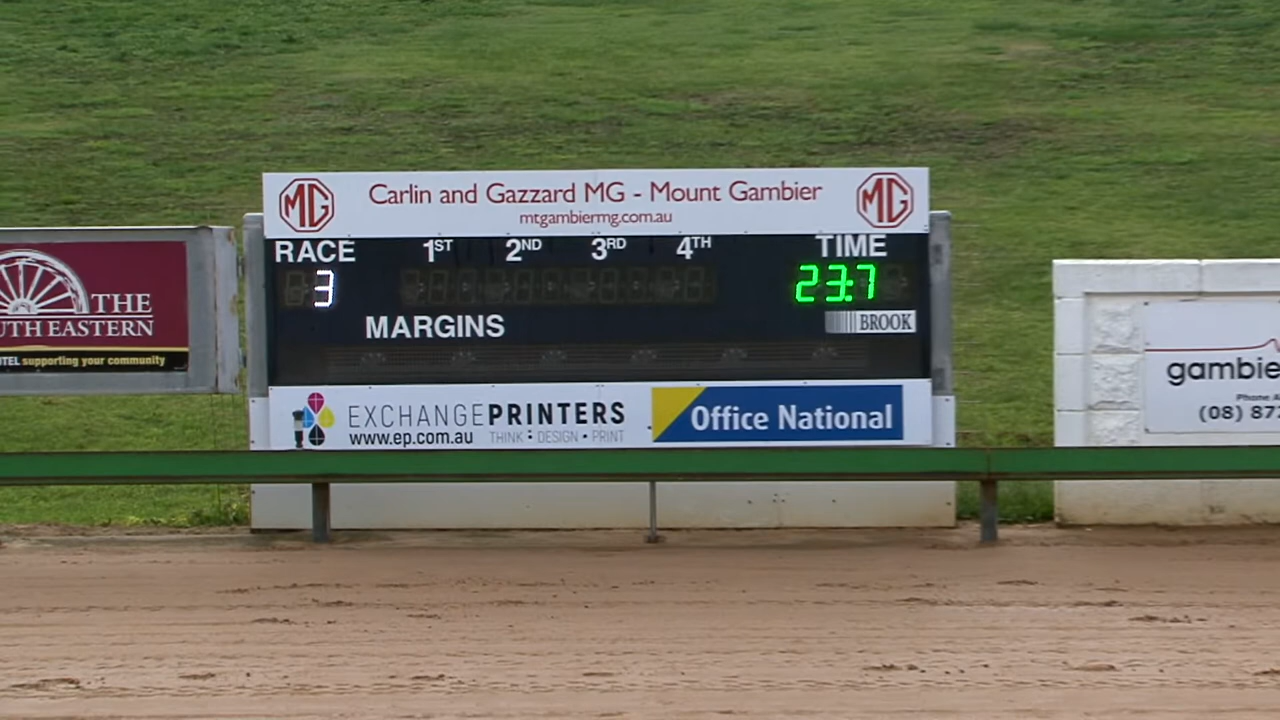 MG Carlin and Gazzard MG - Mount Gambier MG
mtgambiermg.com.au
RACE 1ST 2ND 3RD 4TH TIME
3 23.7
MARGINS BROOK
THE
UTH EASTERN
TEL supporting your community
EXCHANGEPRINTERS
www.ep.com.au THINK : DESIGN • PRINT
Office National
gambie
Phone A
(08) 87